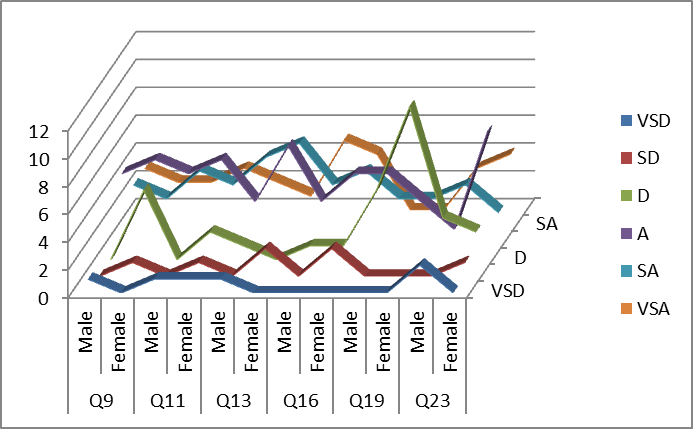 12
10
8
6
4
2
0
SA
D
VSD
Male
Female
Male
Female
Male
Female
Male
Female
Male
Female
Male
Female
Q9
Q11
Q13
Q16
Q19
Q23
VSD
SD
D
A
SA
VSA